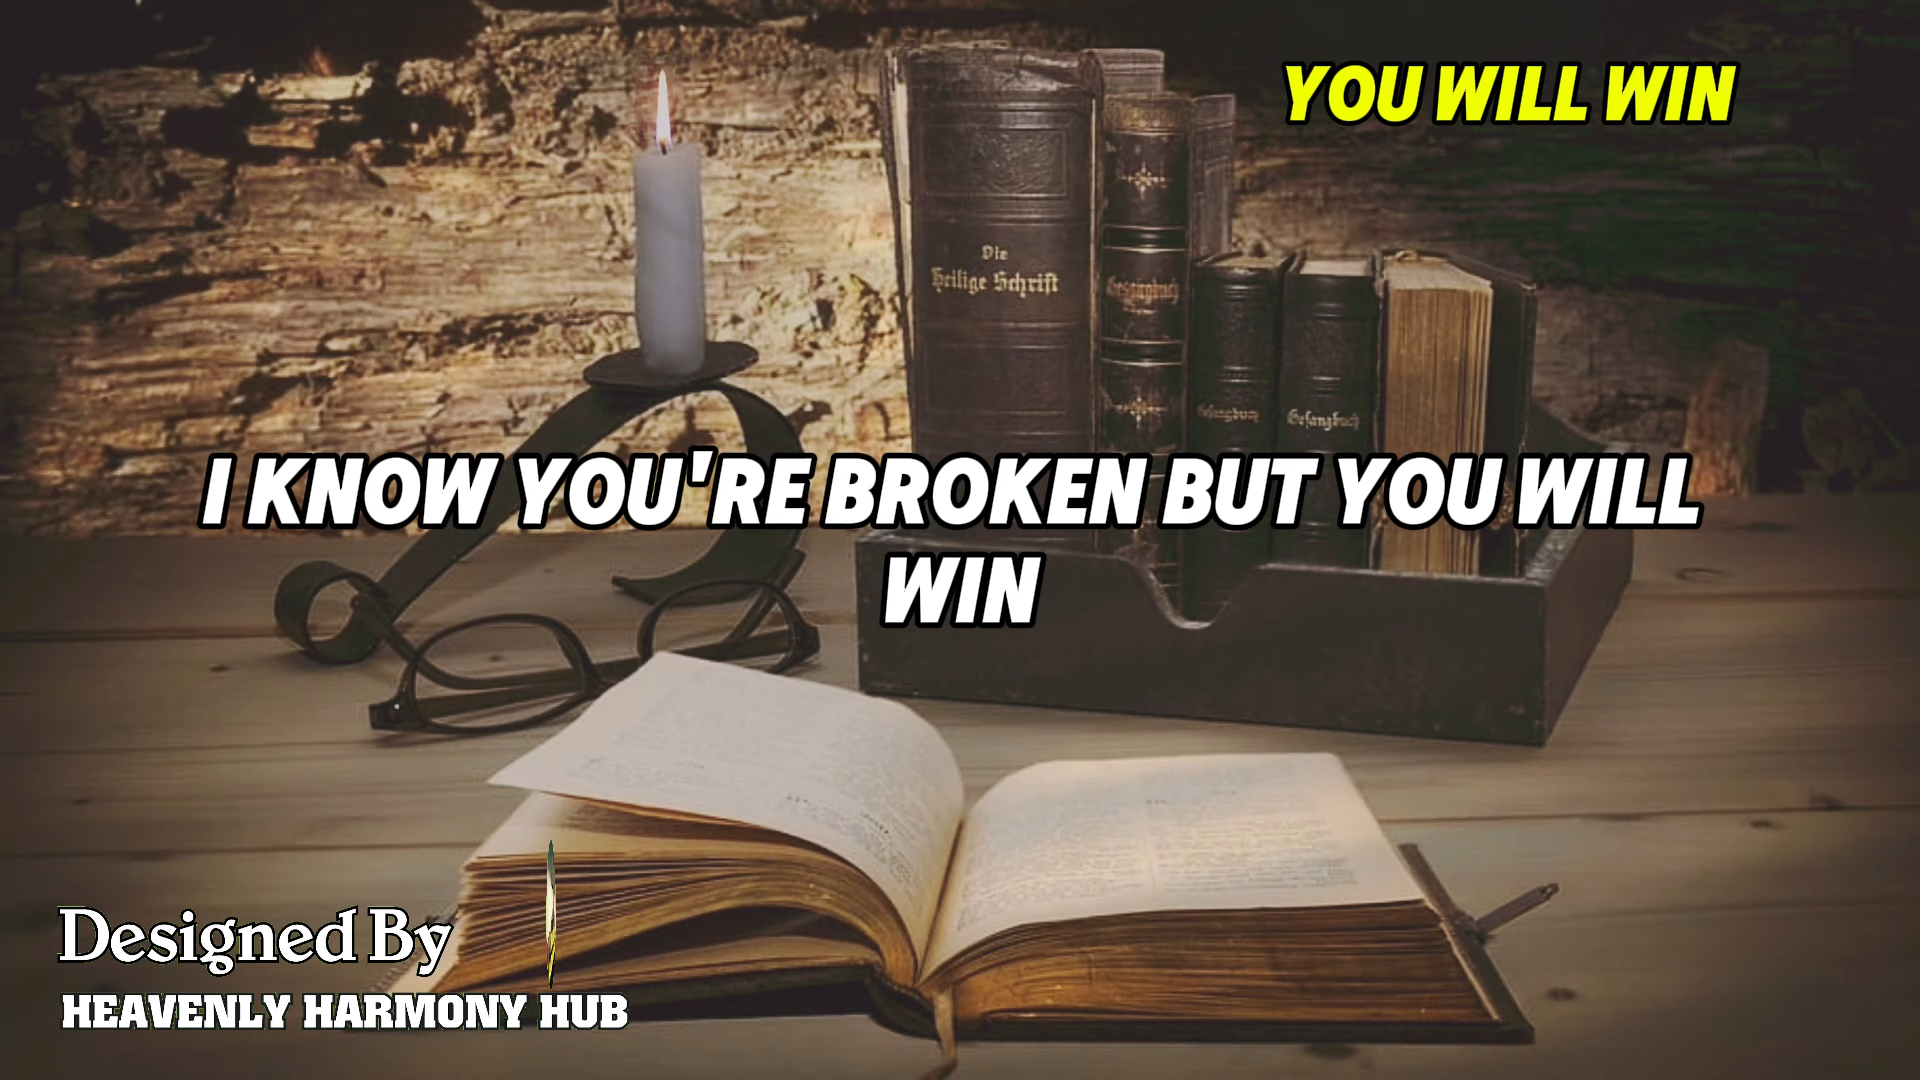 YOU WILL WIN
Die
Heilige Schrift
Gesangbuch
Gesangbuch
Gesangbuch
I KNOW YOU'RE BROKEN BUT YOU WILL
WIN
Designed By
HEAVENLY HARMONY HUB